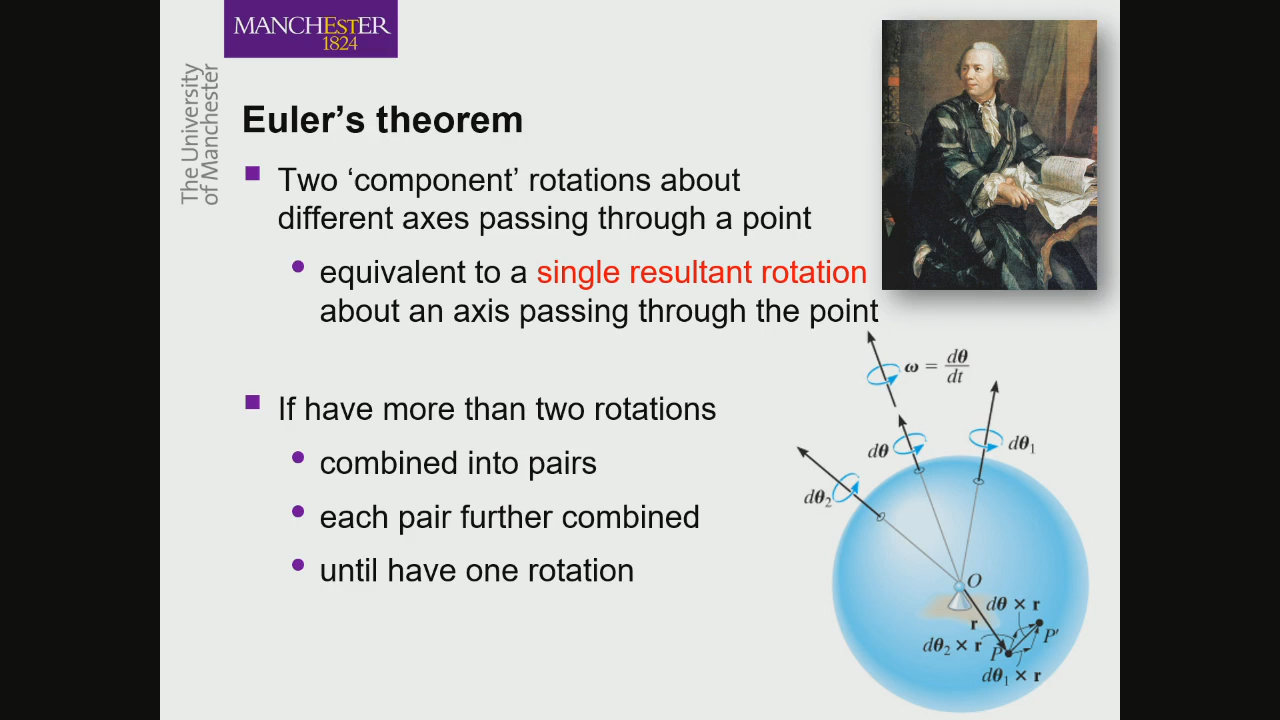 MANCHESTER
1824
The University
of Manchester
Euler’s theorem
Two ‘component’ rotations about
different axes passing through a point
equivalent to a single resultant rotation
about an axis passing through the point
If have more than two rotations
combined into pairs
each pair further combined
until have one rotation
ω = dθ/dt
dθ
dθ₁
dθ₂
O
dθ × r
r
P′
dθ₂ × r
P
dθ₁ × r